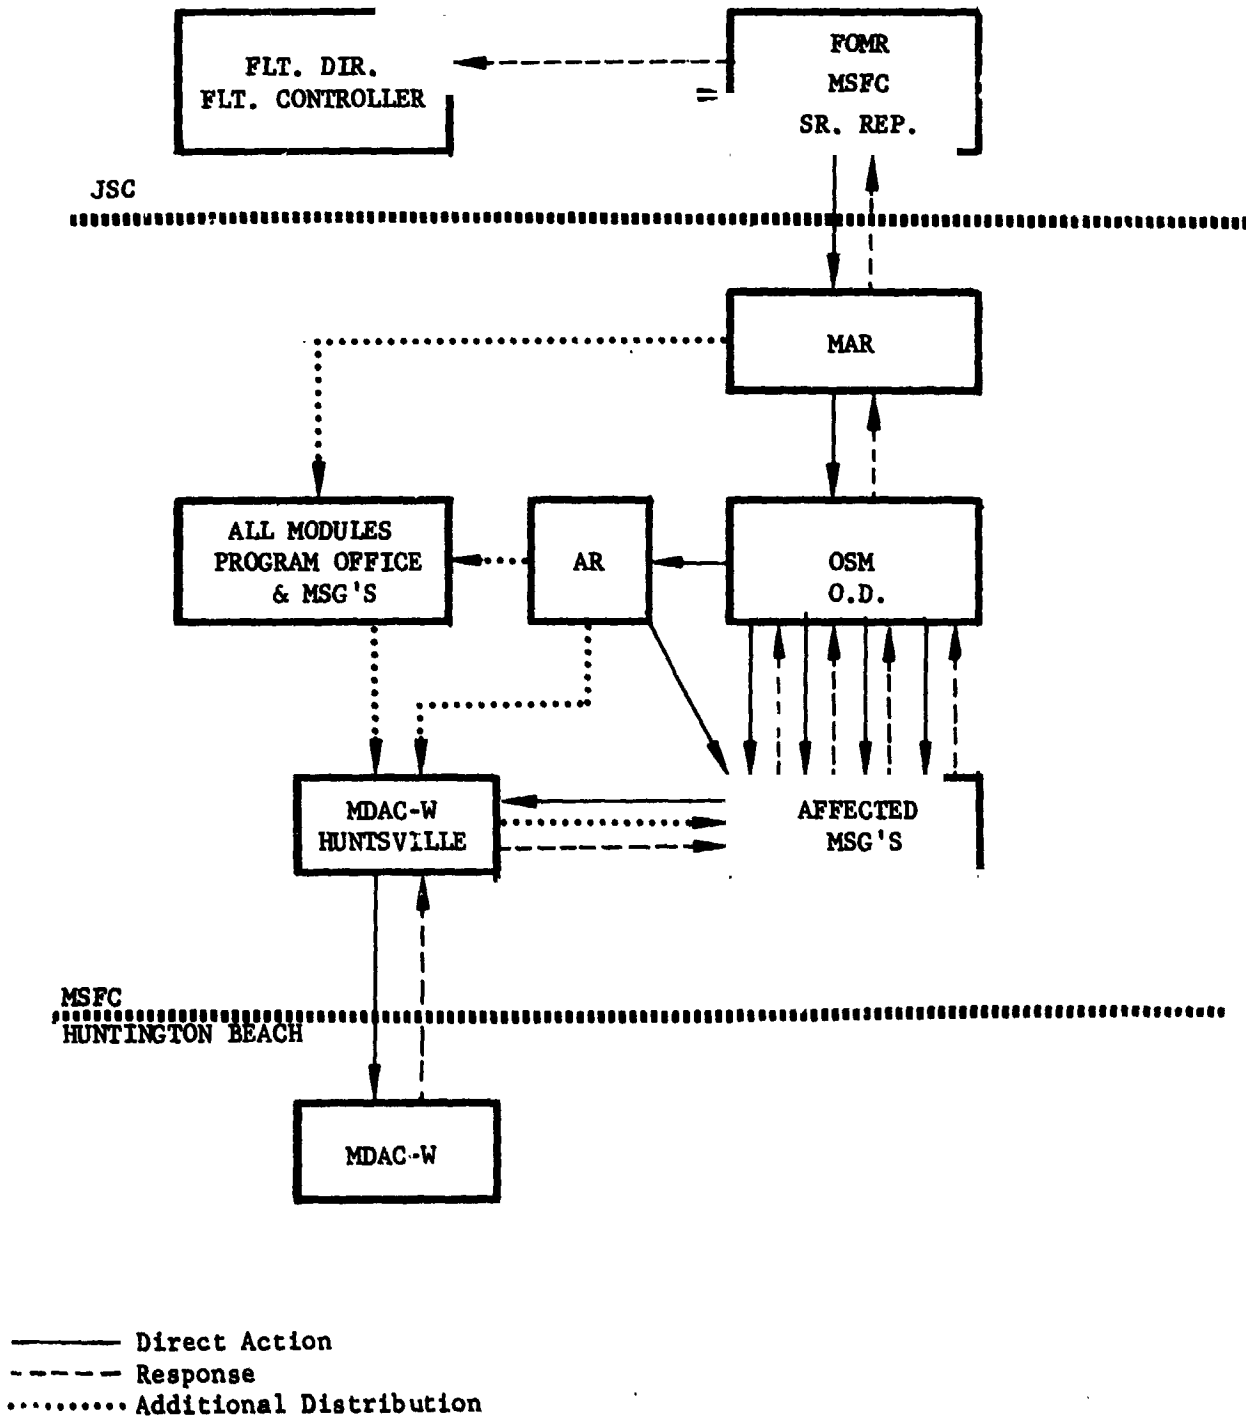 FLT. DIR.
FLT. CONTROLLER
FOMR
MSFC
SR. REP.
JSC
MAR
ALL MODULES
PROGRAM OFFICE
& MSG'S
AR
OSM
O.D.
MDAC-W
HUNTSVILLE
AFFECTED
MSG'S
MSFC
HUNTINGTON BEACH
MDAC-W
Direct Action
Response
Additional Distribution